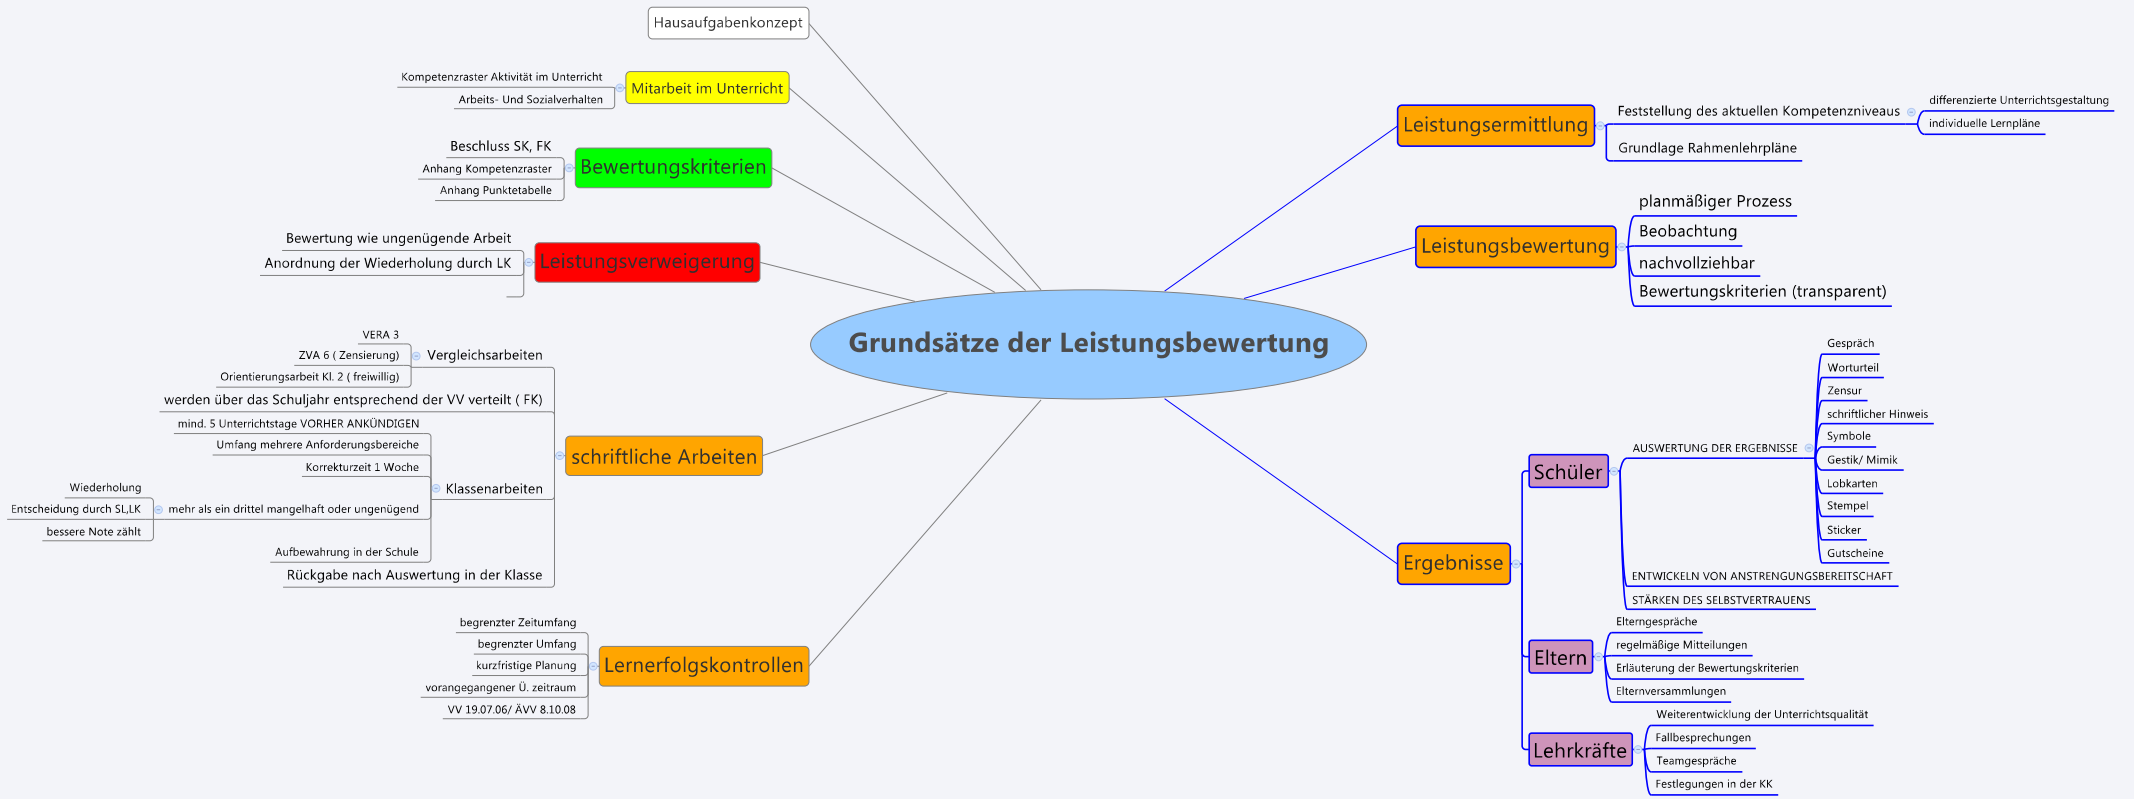 Grundsätze der Leistungsbewertung
Hausaufgabenkonzept
Mitarbeit im Unterricht
Kompetenzraster Aktivität im Unterricht
Arbeits- Und Sozialverhalten
Bewertungskriterien
Beschluss SK, FK
Anhang Kompetenzraster
Anhang Punktetabelle
Leistungsverweigerung
Bewertung wie ungenügende Arbeit
Anordnung der Wiederholung durch LK
schriftliche Arbeiten
Vergleichsarbeiten
VERA 3
ZVA 6 ( Zensierung)
Orientierungsarbeit Kl. 2 ( freiwillig)
werden über das Schuljahr entsprechend der VV verteilt ( FK)
Klassenarbeiten
mind. 5 Unterrichtstage VORHER ANKÜNDIGEN
Umfang mehrere Anforderungsbereiche
Korrekturzeit 1 Woche
mehr als ein drittel mangelhaft oder ungenügend
Wiederholung
Entscheidung durch SL,LK
bessere Note zählt
Aufbewahrung in der Schule
Rückgabe nach Auswertung in der Klasse
Lernerfolgskontrollen
begrenzter Zeitumfang
begrenzter Umfang
kurzfristige Planung
vorangegangener Ü. zeitraum
VV 19.07.06/ ÄVV 8.10.08
Leistungsermittlung
Feststellung des aktuellen Kompetenzniveaus
differenzierte Unterrichtsgestaltung
individuelle Lernpläne
Grundlage Rahmenlehrpläne
Leistungsbewertung
planmäßiger Prozess
Beobachtung
nachvollziehbar
Bewertungskriterien (transparent)
Ergebnisse
Schüler
AUSWERTUNG DER ERGEBNISSE
Gespräch
Worturteil
Zensur
schriftlicher Hinweis
Symbole
Gestik/ Mimik
Lobkarten
Stempel
Sticker
Gutscheine
ENTWICKELN VON ANSTRENGUNGSBEREITSCHAFT
STÄRKEN DES SELBSTVERTRAUENS
Eltern
Elterngespräche
regelmäßige Mitteilungen
Erläuterung der Bewertungskriterien
Elternversammlungen
Lehrkräfte
Weiterentwicklung der Unterrichtsqualität
Fallbesprechungen
Teamgespräche
Festlegungen in der KK